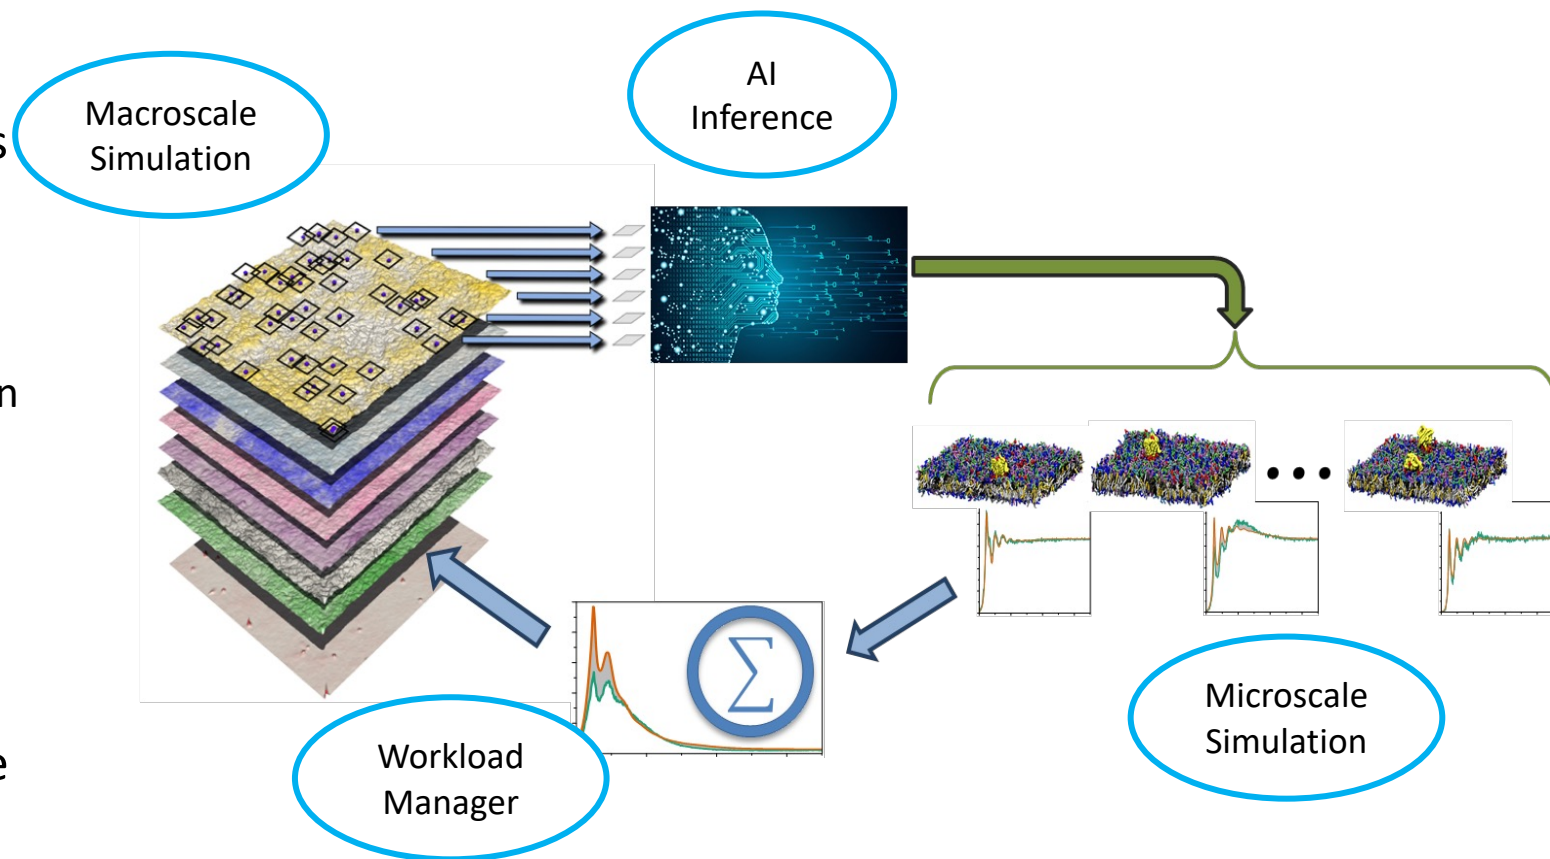 AI
Inference
Macroscale
Simulation
s
n
Σ
Microscale
Simulation
Workload
Manager
e